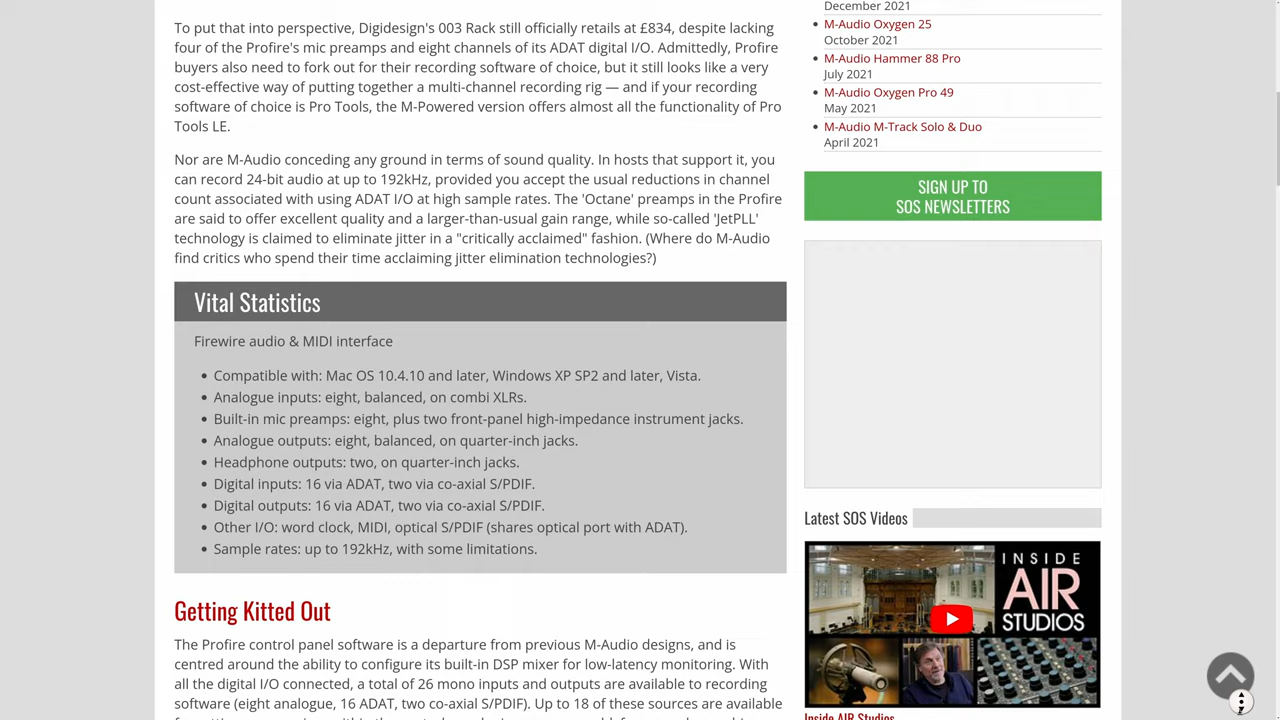 To put that into perspective, Digidesign's 003 Rack still officially retails at £834, despite lacking
four of the Profire's mic preamps and eight channels of its ADAT digital I/O. Admittedly, Profire
buyers also need to fork out for their recording software of choice, but it still looks like a very
cost-effective way of putting together a multi-channel recording rig — and if your recording
software of choice is Pro Tools, the M-Powered version offers almost all the functionality of Pro
Tools LE.
Nor are M-Audio conceding any ground in terms of sound quality. In hosts that support it, you
can record 24-bit audio at up to 192kHz, provided you accept the usual reductions in channel
count associated with using ADAT I/O at high sample rates. The 'Octane' preamps in the Profire
are said to offer excellent quality and a larger-than-usual gain range, while so-called 'JetPLL'
technology is claimed to eliminate jitter in a "critically acclaimed" fashion. (Where do M-Audio
find critics who spend their time acclaiming jitter elimination technologies?)
Vital Statistics
Firewire audio & MIDI interface
• Compatible with: Mac OS 10.4.10 and later, Windows XP SP2 and later, Vista.
• Analogue inputs: eight, balanced, on combi XLRs.
• Built-in mic preamps: eight, plus two front-panel high-impedance instrument jacks.
• Analogue outputs: eight, balanced, on quarter-inch jacks.
• Headphone outputs: two, on quarter-inch jacks.
• Digital inputs: 16 via ADAT, two via co-axial S/PDIF.
• Digital outputs: 16 via ADAT, two via co-axial S/PDIF.
• Other I/O: word clock, MIDI, optical S/PDIF (shares optical port with ADAT).
• Sample rates: up to 192kHz, with some limitations.
Getting Kitted Out
The Profire control panel software is a departure from previous M-Audio designs, and is
centred around the ability to configure its built-in DSP mixer for low-latency monitoring. With
all the digital I/O connected, a total of 26 mono inputs and outputs are available to recording
software (eight analogue, 16 ADAT, two co-axial S/PDIF). Up to 18 of these sources are available
December 2021
• M-Audio Oxygen 25
October 2021
• M-Audio Hammer 88 Pro
July 2021
• M-Audio Oxygen Pro 49
May 2021
• M-Audio M-Track Solo & Duo
April 2021
SIGN UP TO
SOS NEWSLETTERS
Latest SOS Videos
INSIDE
AIR
STUDIOS
Inside AIR Studios